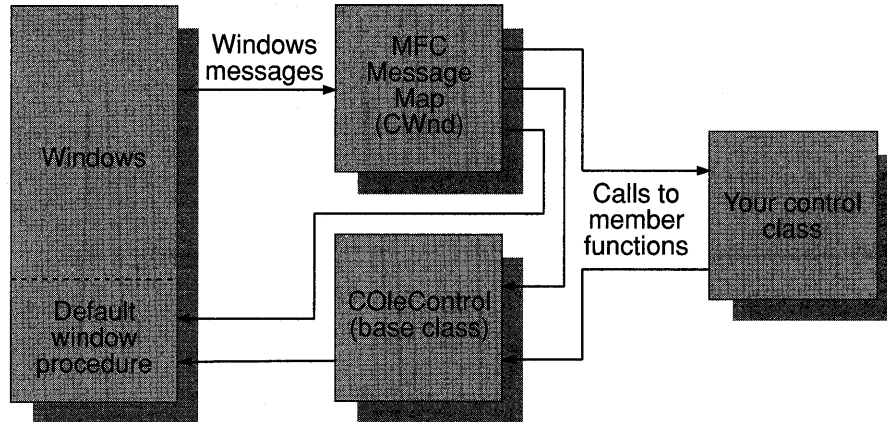 Windows
messages
MFC
Message
Map
(CWnd)
Windows
Calls to
member
functions
Your control
class
Default
window
procedure
COleControl
(base class)